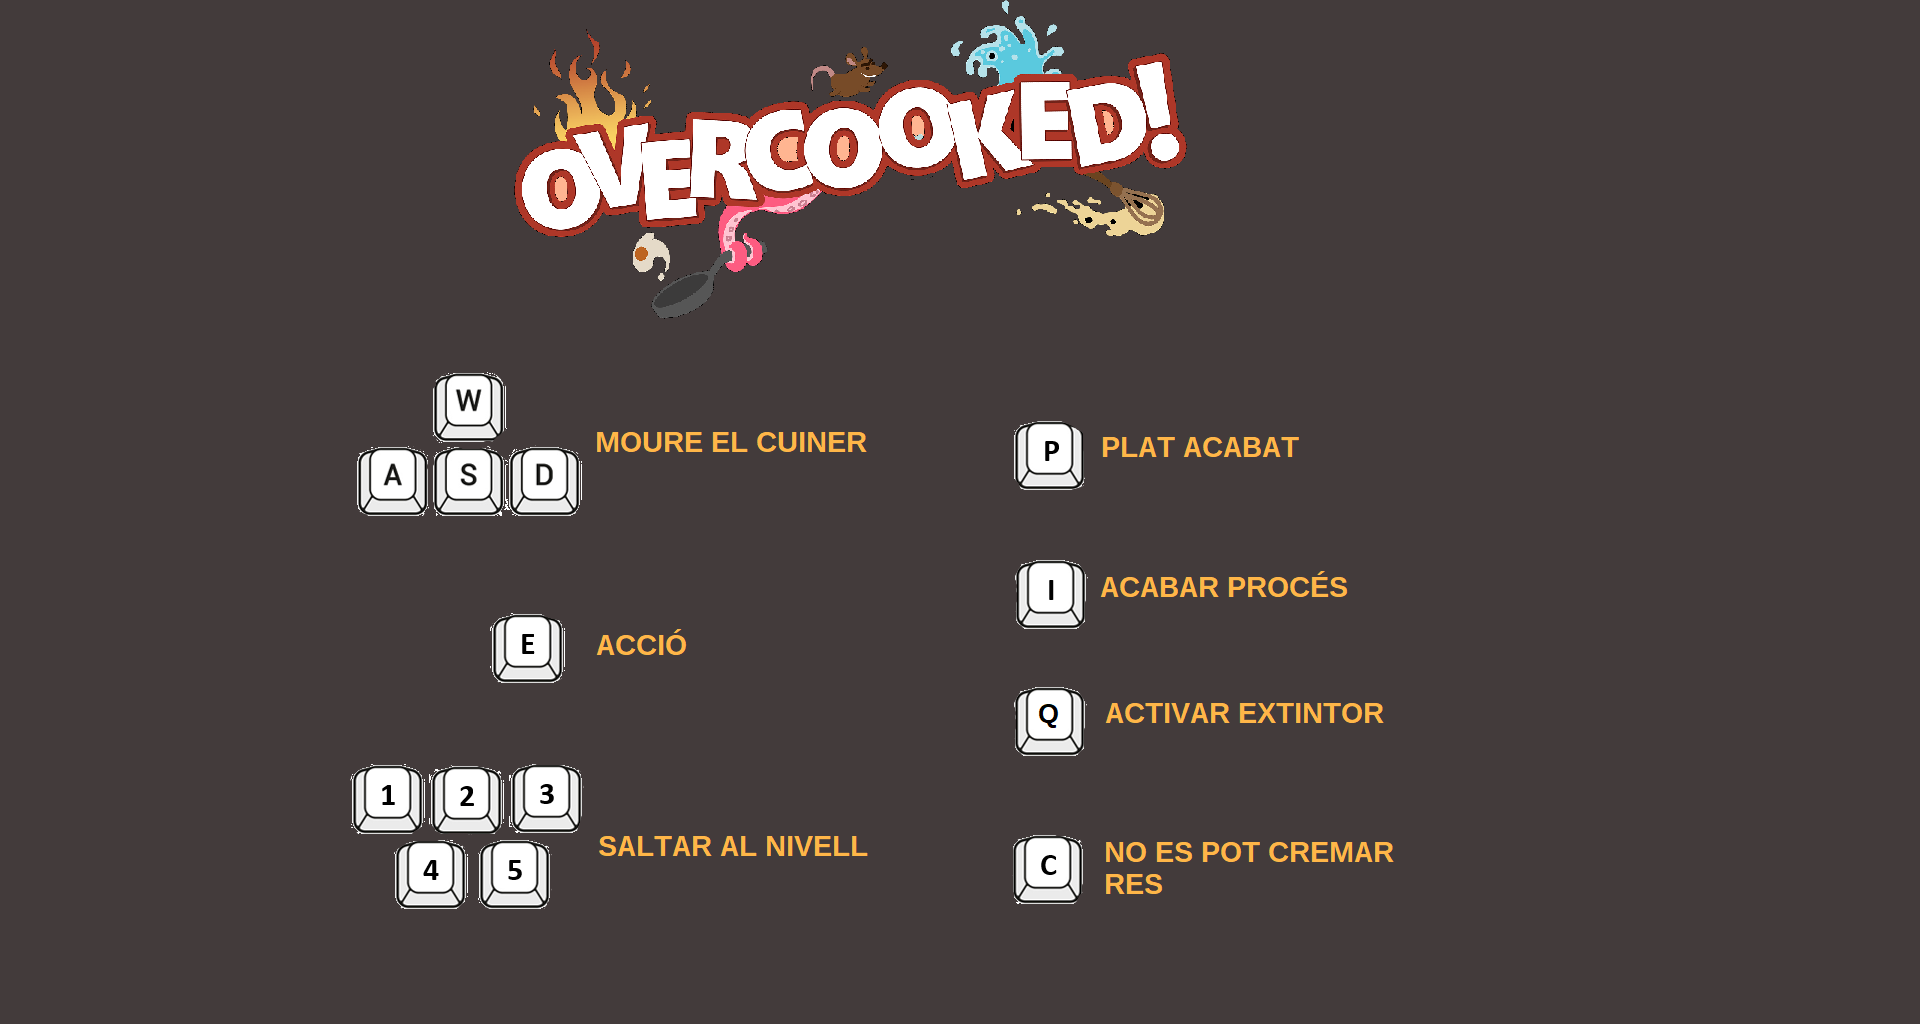 OVERCOOKED!
W
A S D
MOURE EL CUINER
E
ACCIÓ
1 2 3
4 5
SALTAR AL NIVELL
P
PLAT ACABAT
I
ACABAR PROCÉS
Q
ACTIVAR EXTINTOR
C
NO ES POT CREMAR
RES